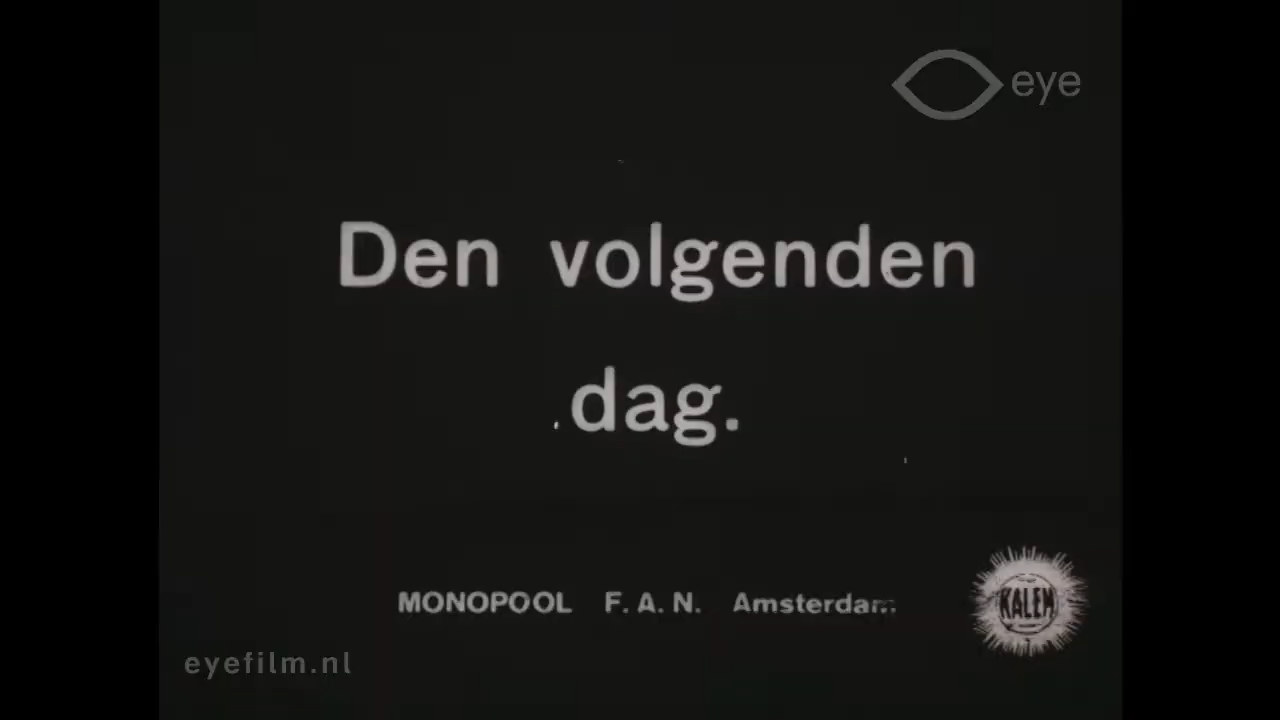 eye
Den volgenden
dag.
MONOPOOL F. A. N. Amsterdam
KALEM
eyefilm.nl